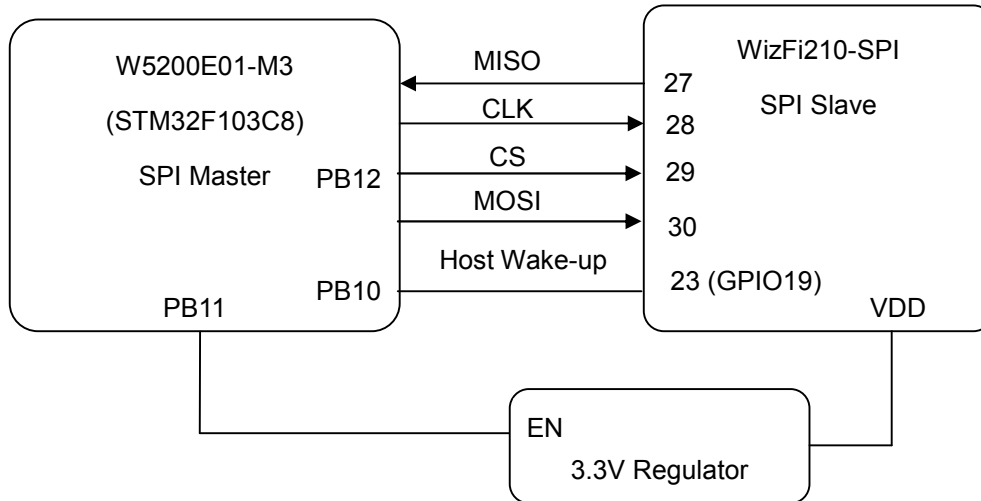 W5200E01-M3
(STM32F103C8)
SPI Master
PB12
PB10
PB11
MISO
CLK
CS
MOSI
Host Wake-up
WizFi210-SPI
SPI Slave
27
28
29
30
23 (GPIO19)
VDD
EN
3.3V Regulator